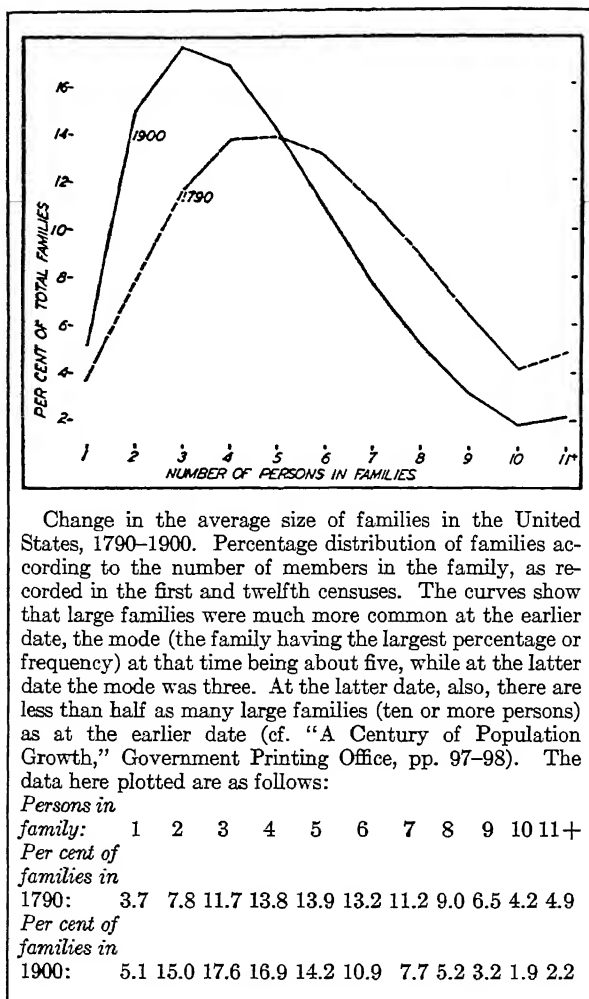 PER CENT OF TOTAL FAMILIES
16-
14-
12-
10-
8-
6-
4-
2-
1900
1790
1 2 3 4 5 6 7 8 9 10 11+
NUMBER OF PERSONS IN FAMILIES
Change in the average size of families in the United
States, 1790–1900. Percentage distribution of families ac-
cording to the number of members in the family, as re-
corded in the first and twelfth censuses. The curves show
that large families were much more common at the earlier
date, the mode (the family having the largest percentage or
frequency) at that time being about five, while at the latter
date the mode was three. At the latter date, also, there are
less than half as many large families (ten or more persons)
as at the earlier date (cf. “A Century of Population
Growth,” Government Printing Office, pp. 97–98). The
data here plotted are as follows:
Persons in
family: 1 2 3 4 5 6 7 8 9 10 11+
Per cent of
families in
1790: 3.7 7.8 11.7 13.8 13.9 13.2 11.2 9.0 6.5 4.2 4.9
Per cent of
families in
1900: 5.1 15.0 17.6 16.9 14.2 10.9 7.7 5.2 3.2 1.9 2.2